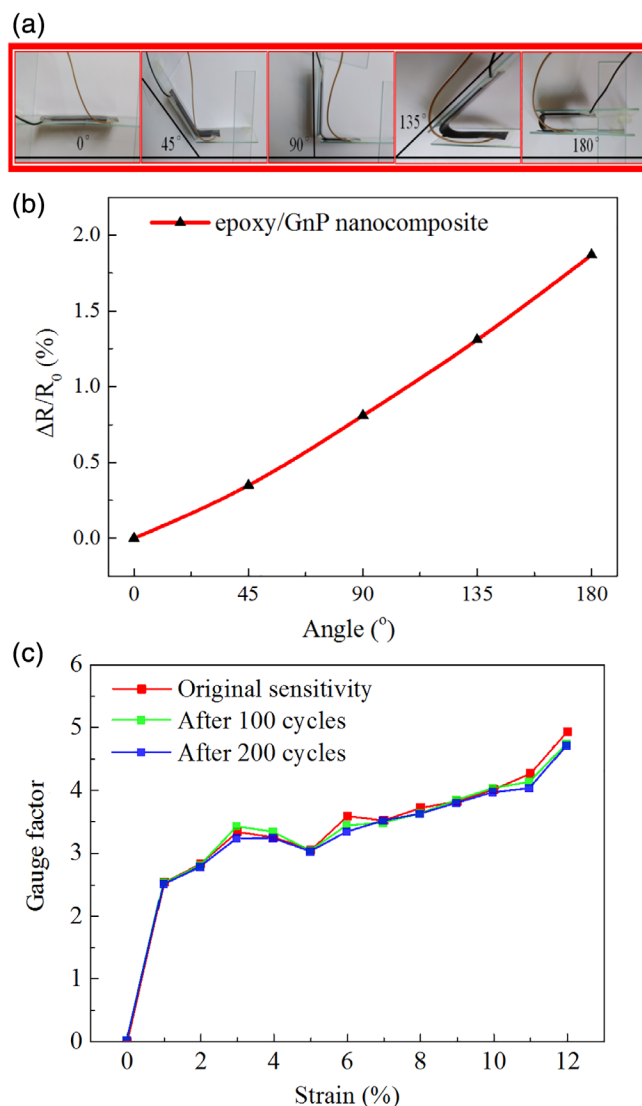 (a)
0°
45°
90
135°
180°
(b)
epoxy/GnP nanocomposite
2.0
1.5
1.0
0.5
0.0
ΔR/R0 (%)
0 45 90 135 180
Angle (°)
(c)
6
5
4
3
2
1
0
Original sensitivity
After 100 cycles
After 200 cycles
Gauge factor
0 2 4 6 8 10 12
Strain (%)